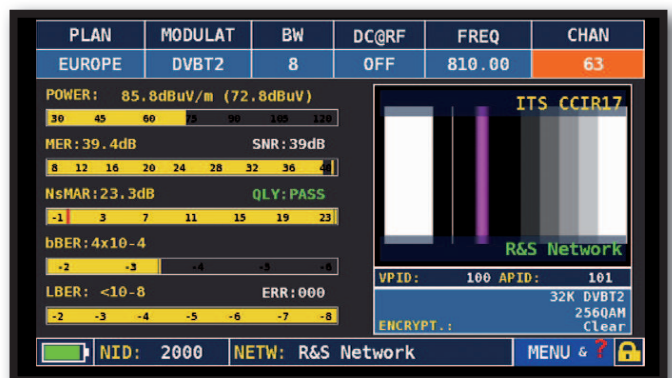 PLAN MODULAT BW DC@RF FREQ CHAN
EUROPE DVBT2 8 OFF 810.00 63
POWER: 85.8dBuV/m (72.8dBuV)
30 45 60 75 90 105 120
MER:39.4dB SNR:39dB
8 12 16 20 24 28 32 36 40
NsMAR:23.3dB QLY:PASS
-1 3 7 11 15 19 23
bBER:4x10-4
-2 -3 -4 -5 -6
LBER: <10-8 ERR:000
-2 -3 -4 -5 -6 -7 -8
ITS CCIR17
R&S Network
VPID: 100 APID: 101
32K DVBT2
256QAM
ENCRYPT.: Clear
NID: 2000 NETW: R&S Network MENU & ?